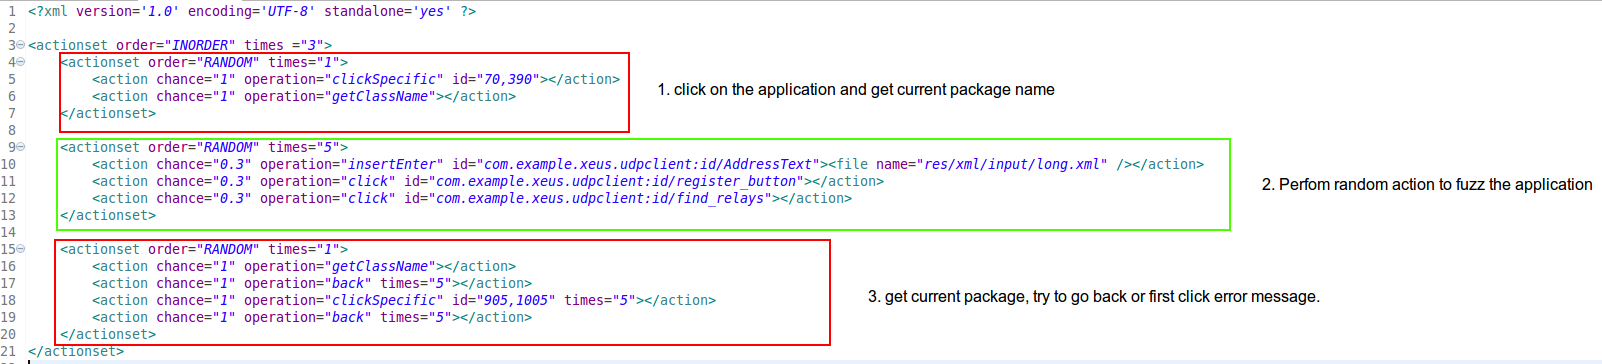 1 <?xml version='1.0' encoding='UTF-8' standalone='yes' ?>
2
3 <actionset order="INORDER" times ="3">
4 <actionset order="RANDOM" times="1">
5 <action chance="1" operation="clickSpecific" id="70,390"></action>
1. click on the application and get current package name
6 <action chance="1" operation="getClassName"></action>
7 </actionset>
8
9 <actionset order="RANDOM" times="5">
10 <action chance="0.3" operation="insertEnter" id="com.example.xeus.udpclient:id/AddressText"><file name="res/xml/input/long.xml" /></action>
11 <action chance="0.3" operation="click" id="com.example.xeus.udpclient:id/register_button"></action>
2. Perfom random action to fuzz the application
12 <action chance="0.3" operation="click" id="com.example.xeus.udpclient:id/find_relays"></action>
13 </actionset>
14
15 <actionset order="RANDOM" times="1">
16 <action chance="1" operation="getClassName"></action>
17 <action chance="1" operation="back" times="5"></action>
18 <action chance="1" operation="clickSpecific" id="905,1005" times="5"></action>
3. get current package, try to go back or first click error message.
19 <action chance="1" operation="back" times="5"></action>
20 </actionset>
21 </actionset>